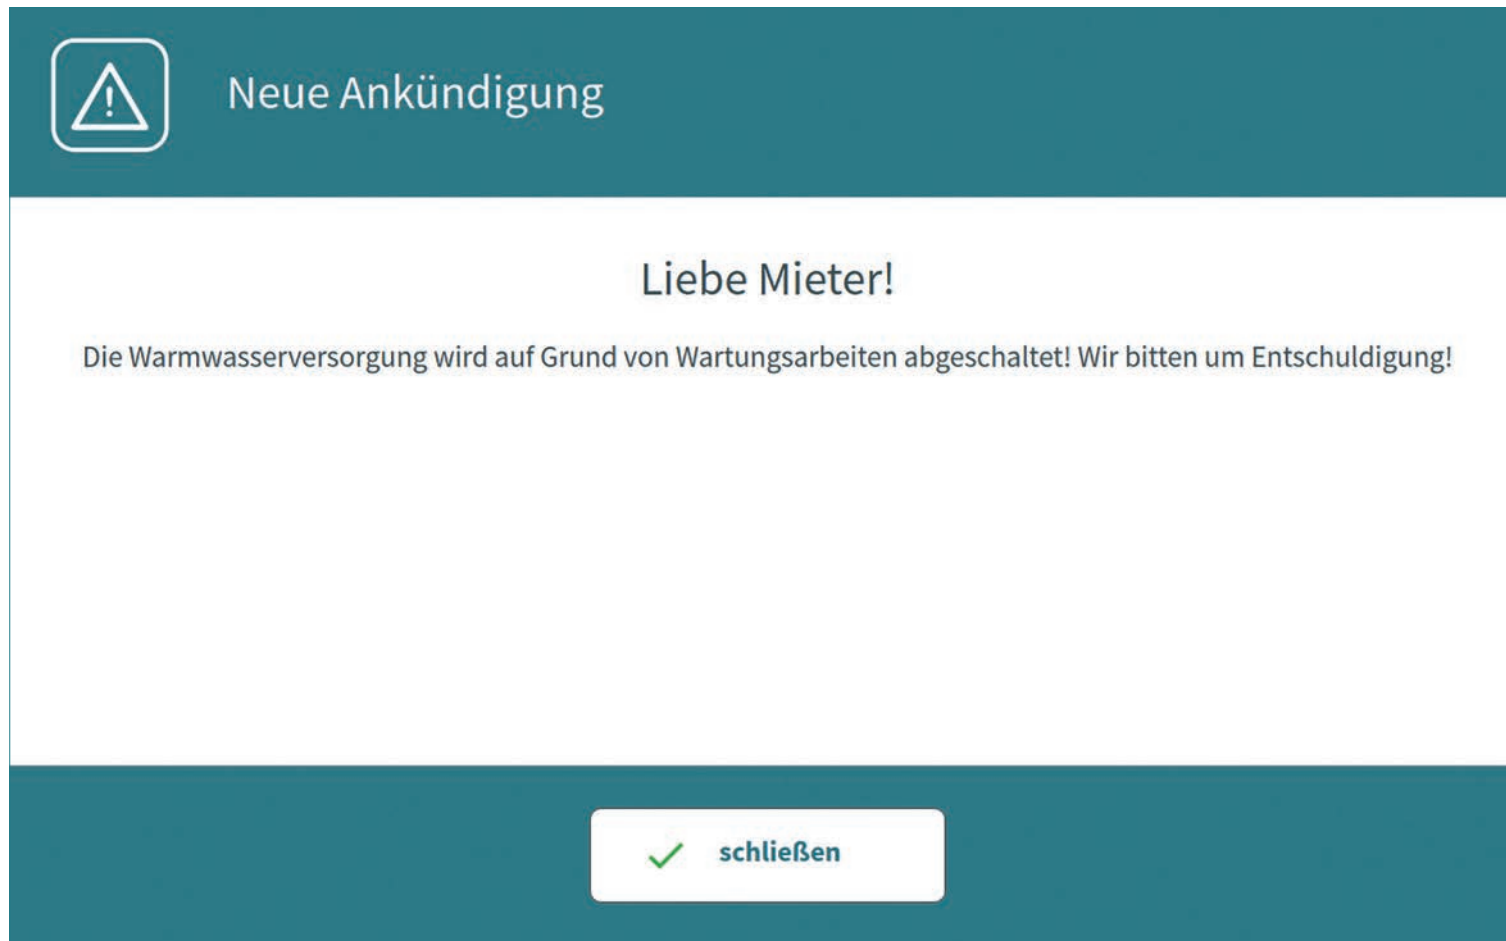 Neue Ankündigung
Liebe Mieter!
Die Warmwasserversorgung wird auf Grund von Wartungsarbeiten abgeschaltet! Wir bitten um Entschuldigung!
schließen